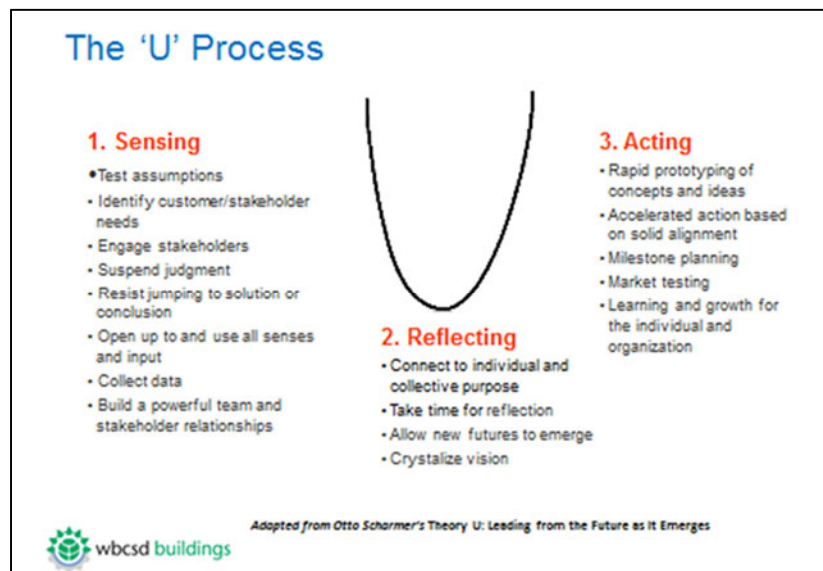 The ‘U’ Process
1. Sensing
•Test assumptions
• Identify customer/stakeholder
needs
• Engage stakeholders
• Suspend judgment
• Resist jumping to solution or
conclusion
• Open up to and use all senses
and input
• Collect data
• Build a powerful team and
stakeholder relationships
2. Reflecting
• Connect to individual and
collective purpose
• Take time for reflection
• Allow new futures to emerge
• Crystalize vision
3. Acting
• Rapid prototyping of
concepts and ideas
• Accelerated action based
on solid alignment
• Milestone planning
• Market testing
• Learning and growth for
the individual and
organization
Adapted from Otto Scharmer's Theory U: Leading from the Future as It Emerges
wbcsd buildings